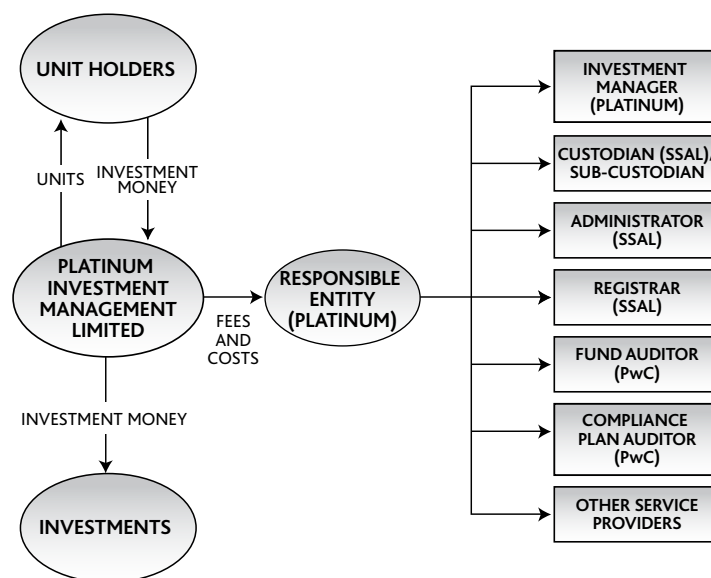 UNIT HOLDERS
UNITS
INVESTMENT
MONEY
PLATINUM
INVESTMENT
MANAGEMENT
LIMITED
FEES
AND
COSTS
RESPONSIBLE
ENTITY
(PLATINUM)
INVESTMENT MONEY
INVESTMENTS
INVESTMENT
MANAGER
(PLATINUM)
CUSTODIAN (SSAL)/
SUB-CUSTODIAN
ADMINISTRATOR
(SSAL)
REGISTRAR
(SSAL)
FUND AUDITOR
(PwC)
COMPLIANCE
PLAN AUDITOR
(PwC)
OTHER SERVICE
PROVIDERS